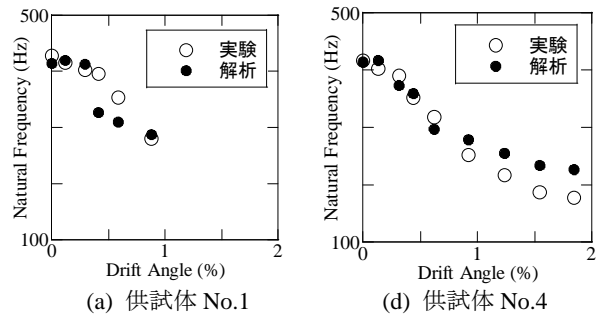 500
Natural Frequency (Hz)
100
実験
解析
0
1
2
Drift Angle (%)
(a) 供試体 No.1
500
Natural Frequency (Hz)
100
実験
解析
0
1
2
Drift Angle (%)
(d) 供試体 No.4